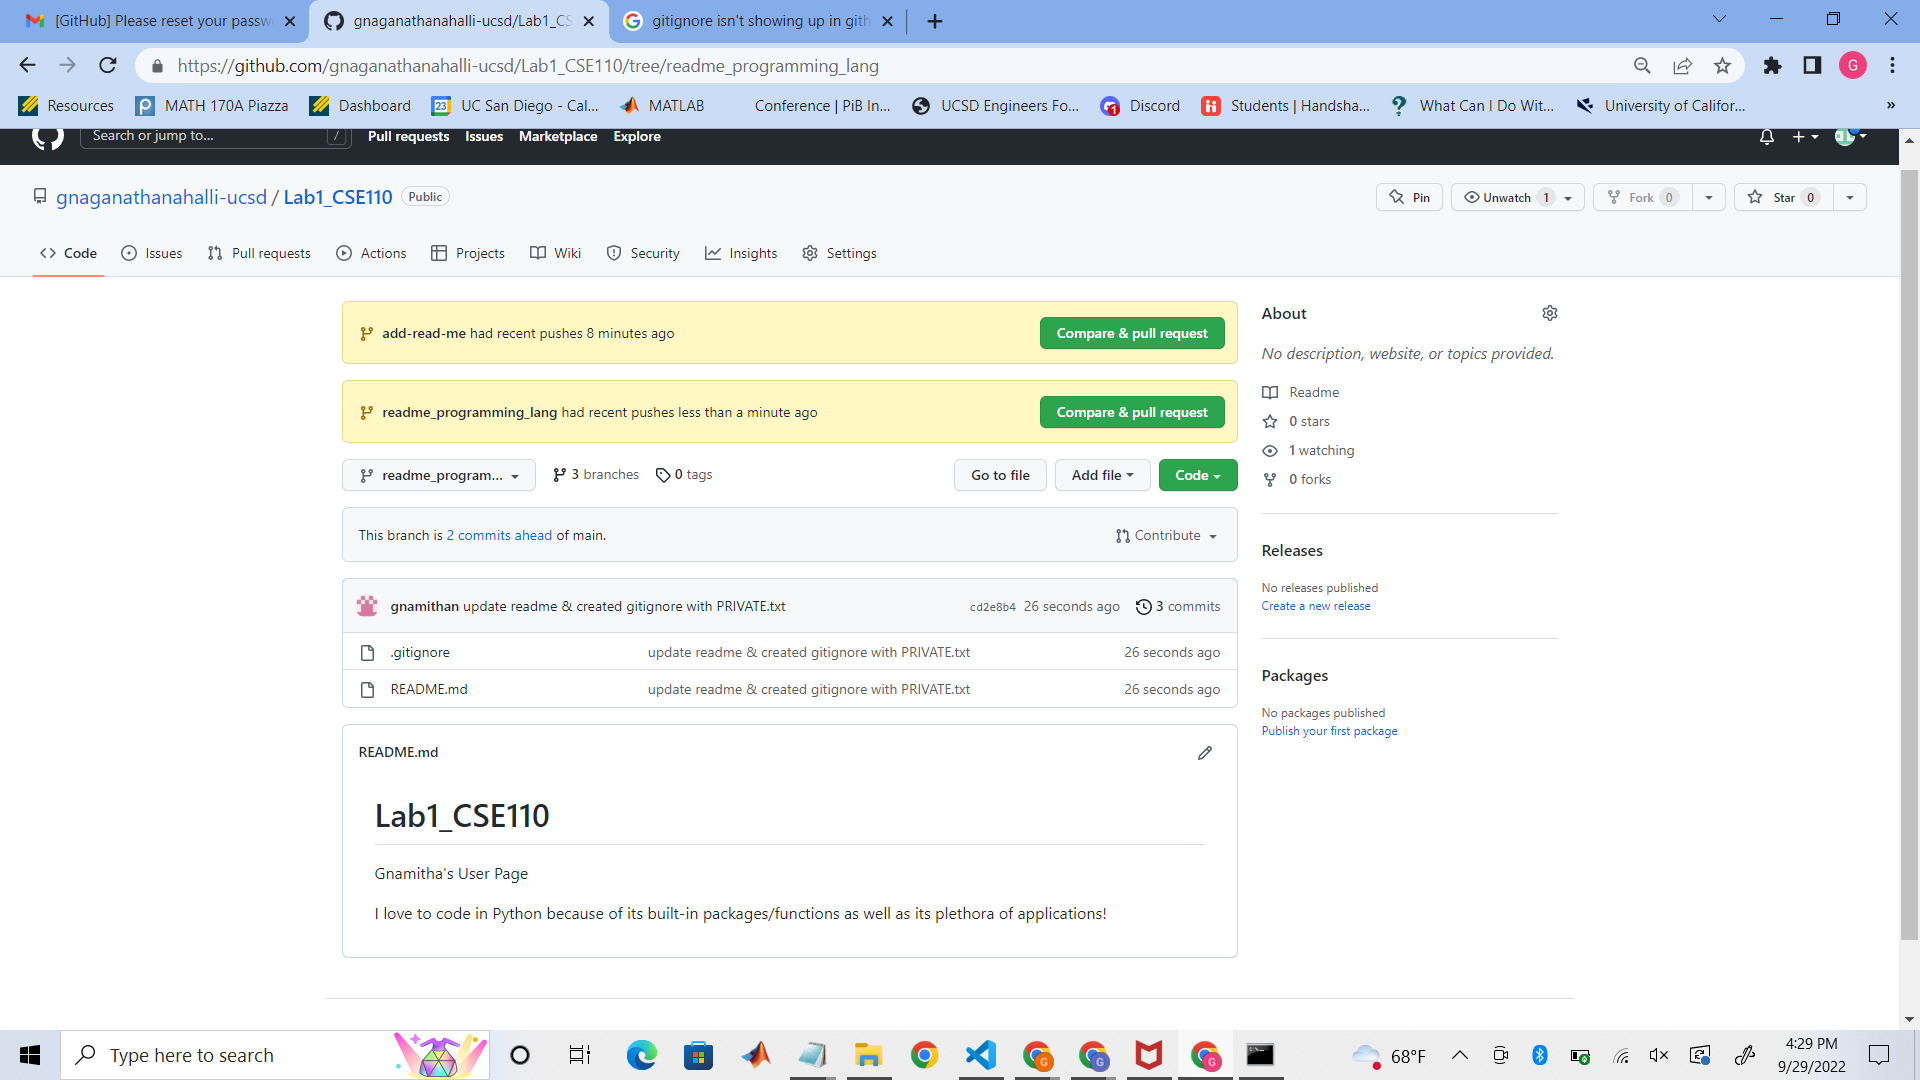 [GitHub] Please reset your passw
gnaganathanahalli-ucsd/Lab1_CS
gitignore isn't showing up in gith
https://github.com/gnaganathanahalli-ucsd/Lab1_CSE110/tree/readme_programming_lang
G
Resources
MATH 170A Piazza
Dashboard
23
UC San Diego - Cal...
MATLAB
Conference | PiB In...
UCSD Engineers Fo...
1
Discord
Students | Handsha...
What Can I Do Wit...
University of Califor...
»
Search or jump to...
/
Pull requests
Issues
Marketplace
Explore
gnaganathanahalli-ucsd / Lab1_CSE110
Public
Pin
Unwatch 1
Fork 0
Star 0
Code
Issues
Pull requests
Actions
Projects
Wiki
Security
Insights
Settings
add-read-me had recent pushes 8 minutes ago
Compare & pull request
readme_programming_lang had recent pushes less than a minute ago
Compare & pull request
readme_program...
3 branches
0 tags
Go to file
Add file
Code
This branch is 2 commits ahead of main.
Contribute
gnamithan update readme & created gitignore with PRIVATE.txt
cd2e8b4 26 seconds ago
3 commits
.gitignore
update readme & created gitignore with PRIVATE.txt
26 seconds ago
README.md
update readme & created gitignore with PRIVATE.txt
26 seconds ago
README.md
Lab1_CSE110
Gnamitha's User Page
I love to code in Python because of its built-in packages/functions as well as its plethora of applications!
About
No description, website, or topics provided.
Readme
0 stars
1 watching
0 forks
Releases
No releases published
Create a new release
Packages
No packages published
Publish your first package
Type here to search
G
G
G
68°F
4:29 PM
9/29/2022